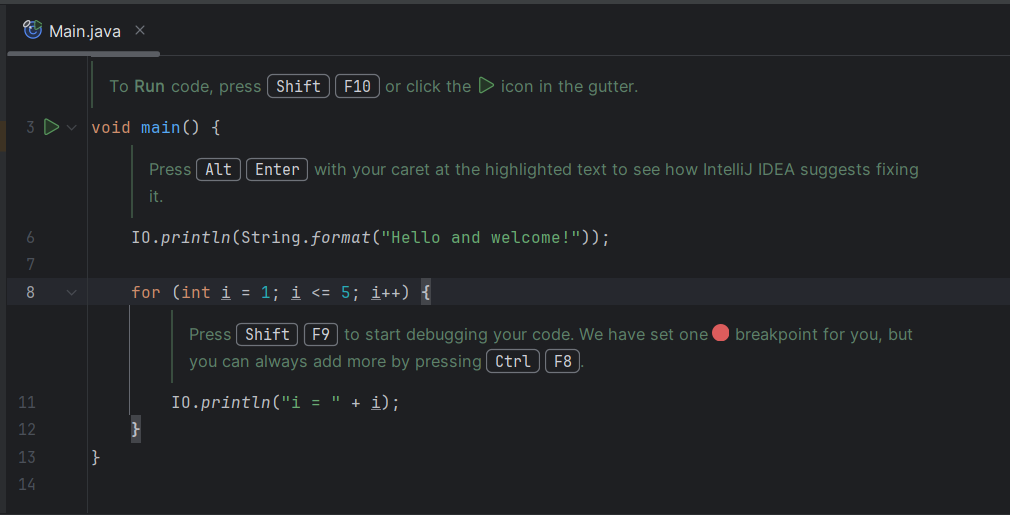 Main.java ×
To Run code, press Shift F10 or click the icon in the gutter.
3 void main() {
Press Alt Enter with your caret at the highlighted text to see how IntelliJ IDEA suggests fixing
it.
6 IO.println(String.format("Hello and welcome!"));
7
8 for (int i = 1; i <= 5; i++) {
Press Shift F9 to start debugging your code. We have set one breakpoint for you, but
you can always add more by pressing Ctrl F8.
11 IO.println("i = " + i);
12 }
13 }
14